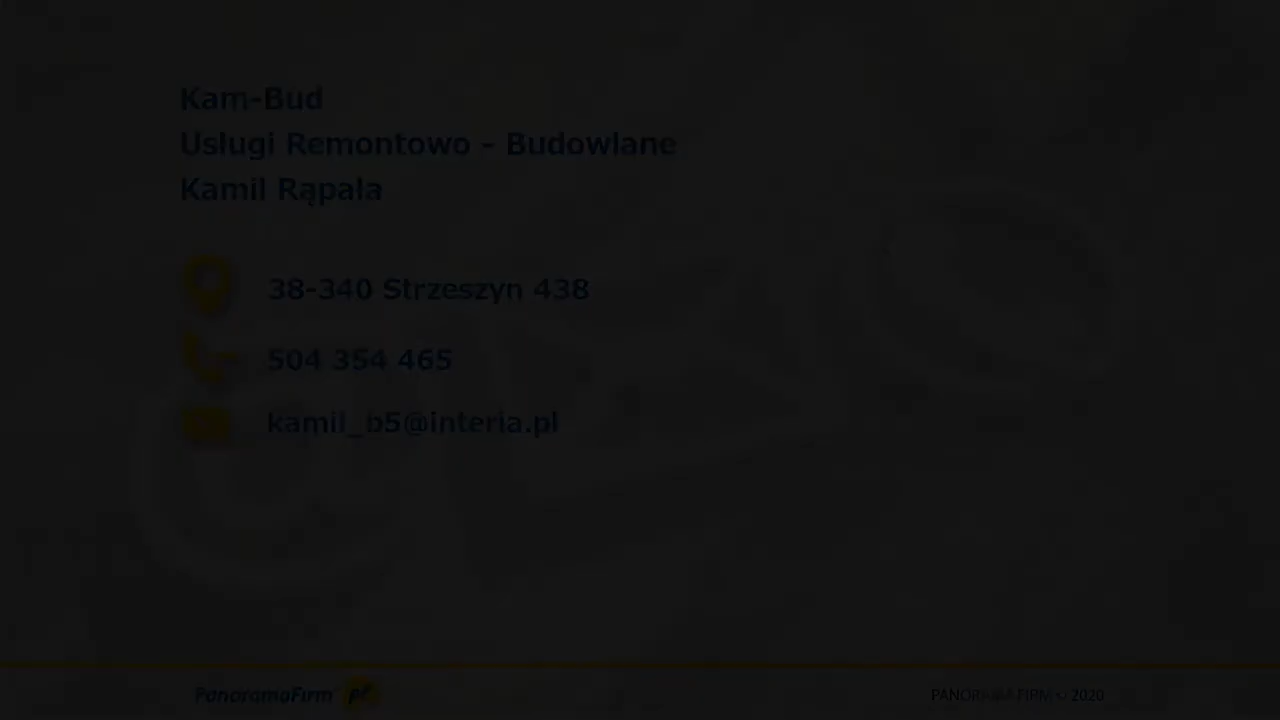 Kam-Bud
Usługi Remontowo - Budowlane
Kamil Rąpała
38-340 Strzeszyn 438
504 354 465
kamil_b5@interia.pl
PanoramaFirm pf
PANORAMA FIRM © 2020